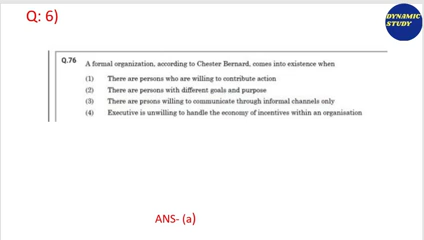 Q: 6)
DYNAMIC
STUDY
Q.76 A formal organization, according to Chester Bernard, comes into existence when
(1) There are persons who are willing to contribute action
(2) There are persons with different goals and purpose
(3) There are prsons willing to communicate through informal channels only
(4) Executive is unwilling to handle the economy of incentives within an organisation
ANS- (a)